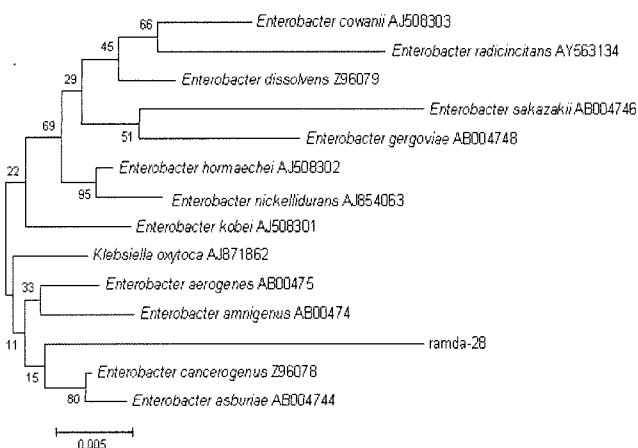 66
Enterobacter cowanii AJ508303
45
Enterobacter radicincitans AY563134
29
Enterobacter dissolvens Z96079
Enterobacter sakazakii AB004746
69
51
Enterobacter gergoviae AB004748
22
Enterobacter hormaechei AJ508302
95
Enterobacter nickellidurans AJ854063
Enterobacter kobei AJ508301
Klebsiella oxytoca AJ871862
33
Enterobacter aerogenes AB00475
Enterobacter amnigenus AB00474
11
ramda-28
15
Enterobacter cancerogenus Z96078
80
Enterobacter asburiae AB004744
0.005